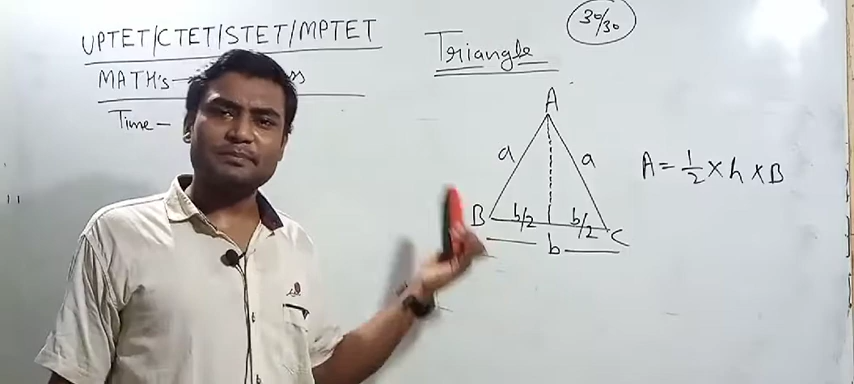 UPTET/CTET/STET/MPTET
MATH's
Time -
Triangle
30/30
A
a a
B b/2 b/2 C
b
A = 1/2 × h × B